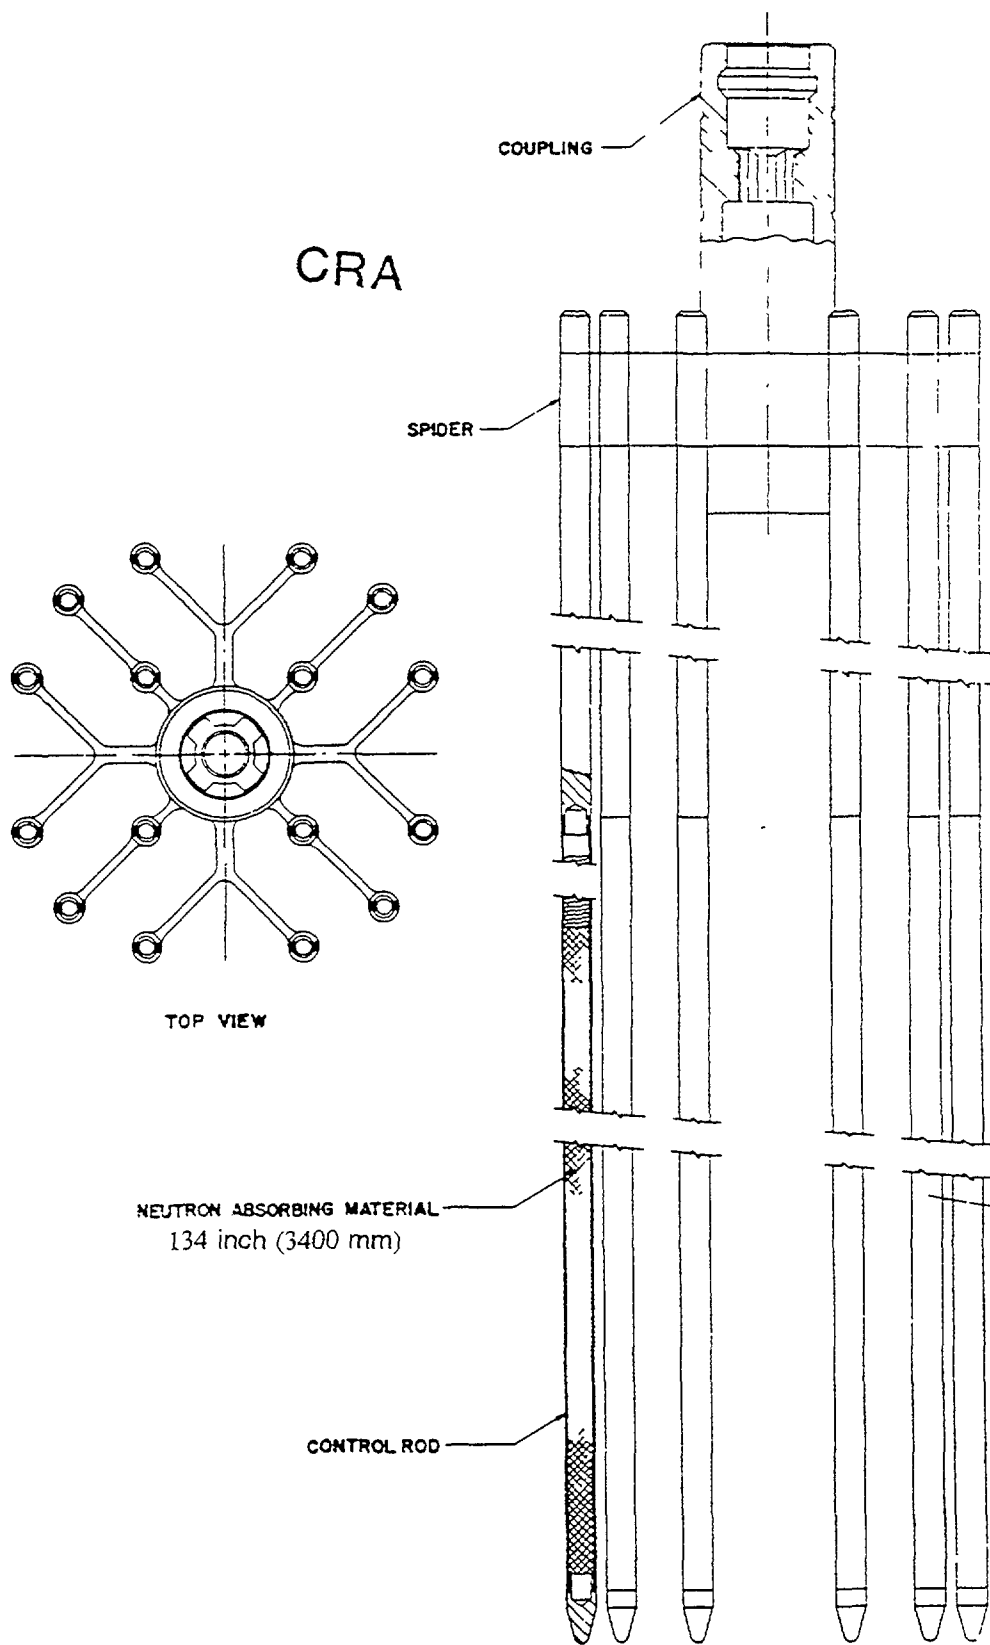 COUPLING
CRA
SPIDER
TOP VIEW
NEUTRON ABSORBING MATERIAL
134 inch (3400 mm)
CONTROL ROD